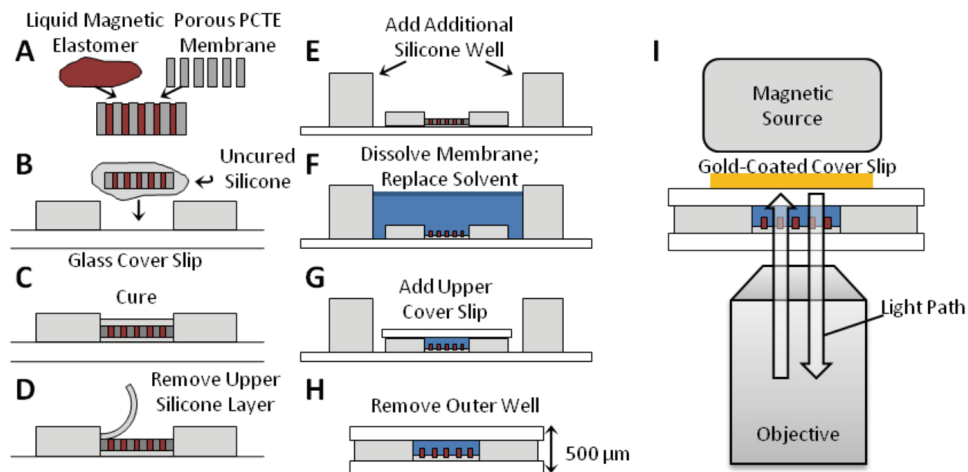 A
Liquid Magnetic
Elastomer
Porous PCTE
Membrane
B
Uncured
Silicone
Glass Cover Slip
C
Cure
D
Remove Upper
Silicone Layer
E
Add Additional
Silicone Well
F
Dissolve Membrane;
Replace Solvent
G
Add Upper
Cover Slip
H
Remove Outer Well
500 µm
I
Magnetic
Source
Gold-Coated Cover Slip
Light Path
Objective